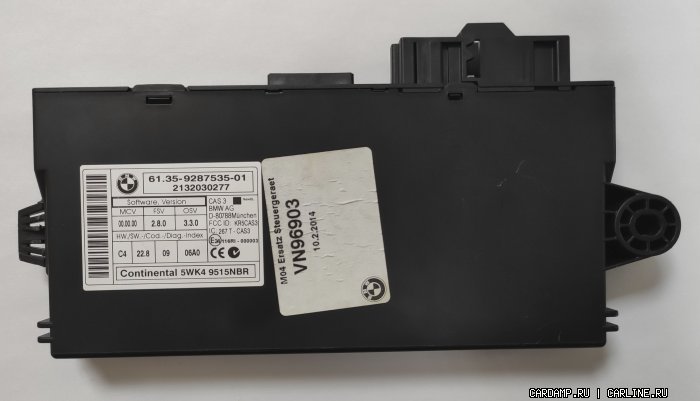 61.35-9287535-01
2132030277
Software, Version
MCV FSV OSV
00.00.00 2.8.0 3.3.0
HW./SW.-/Cod.-/Diag.-Index
C4 22.8 09 06A0
CAS 3
BMW AG
D-80788München
FCC ID: KR5CAS3
IC: 267 T - CAS3
Continental 5WK4 9515NBR
M04 Ersatz Steuergeraet
VN96903
10.2.2014
CARDAMP.RU | CARLINE.RU